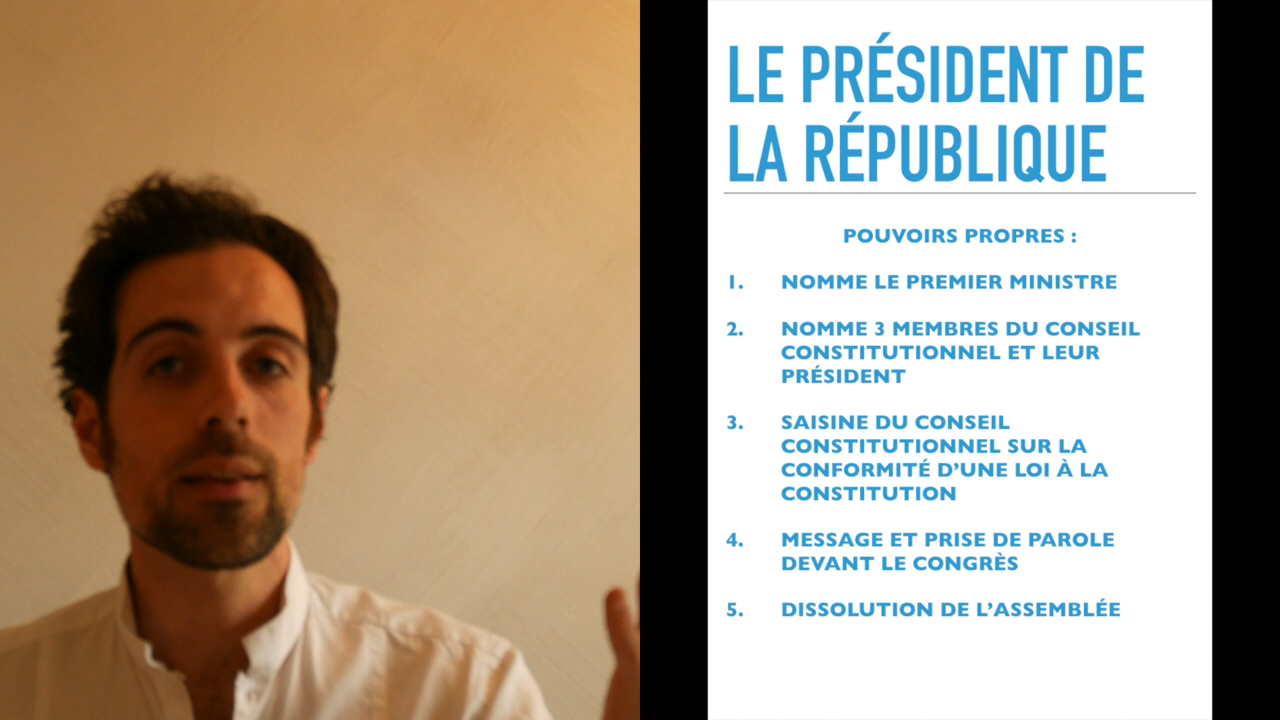 LE PRÉSIDENT DE
LA RÉPUBLIQUE
POUVOIRS PROPRES :
1. NOMME LE PREMIER MINISTRE
2. NOMME 3 MEMBRES DU CONSEIL
CONSTITUTIONNEL ET LEUR
PRÉSIDENT
3. SAISINE DU CONSEIL
CONSTITUTIONNEL SUR LA
CONFORMITÉ D’UNE LOI À LA
CONSTITUTION
4. MESSAGE ET PRISE DE PAROLE
DEVANT LE CONGRÈS
5. DISSOLUTION DE L’ASSEMBLÉE